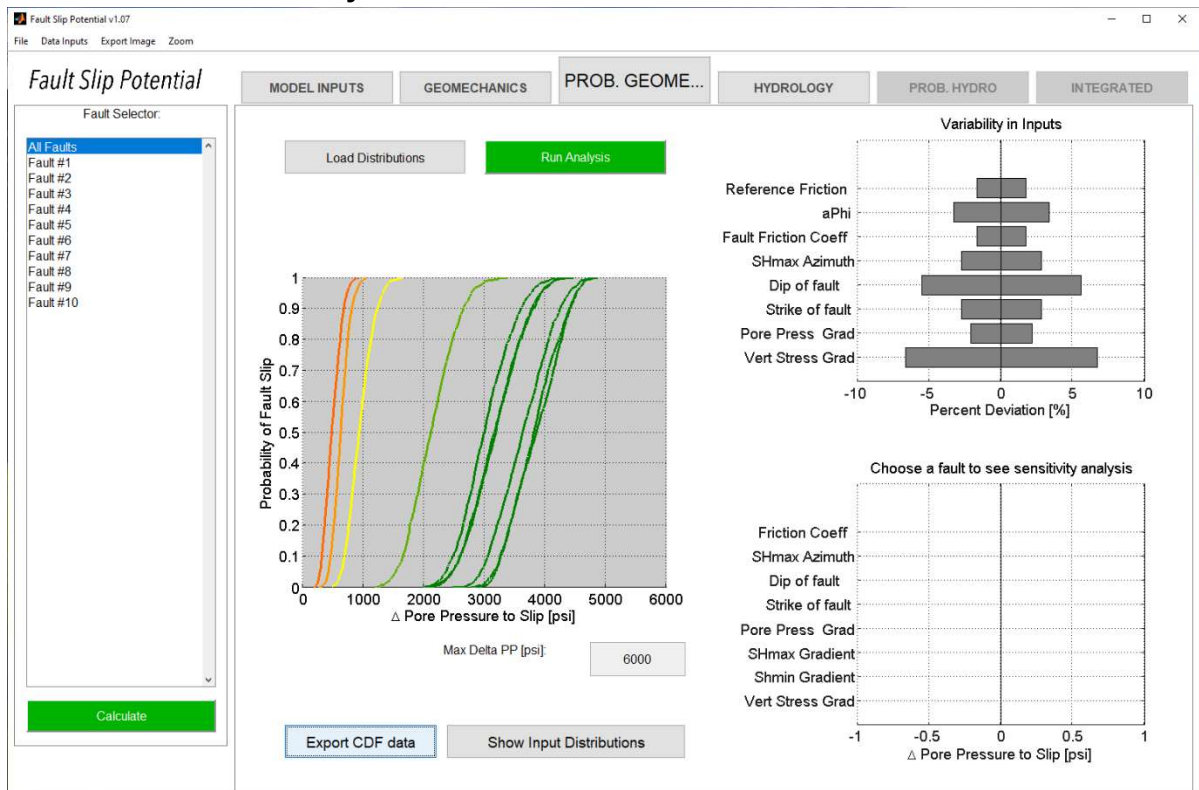 Fault Slip Potential v1.07
File Data Inputs Export Image Zoom
Fault Slip Potential
MODEL INPUTS GEOMECHANICS PROB. GEOME... HYDROLOGY PROB. HYDRO INTEGRATED
Fault Selector:
All Faults
Fault #1
Fault #2
Fault #3
Fault #4
Fault #5
Fault #6
Fault #7
Fault #8
Fault #9
Fault #10
Calculate
Load Distributions Run Analysis
Probability of Fault Slip
1
0.9
0.8
0.7
0.6
0.5
0.4
0.3
0.2
0.1
0
0 1000 2000 3000 4000 5000 6000
Δ Pore Pressure to Slip [psi]
Max Delta PP [psi]: 6000
Export CDF data Show Input Distributions
Variability in Inputs
Reference Friction
aPhi
Fault Friction Coeff
SHmax Azimuth
Dip of fault
Strike of fault
Pore Press Grad
Vert Stress Grad
-10 -5 0 5 10
Percent Deviation [%]
Choose a fault to see sensitivity analysis
Friction Coeff
SHmax Azimuth
Dip of fault
Strike of fault
Pore Press Grad
SHmax Gradient
Shmin Gradient
Vert Stress Grad
-1 -0.5 0 0.5 1
Δ Pore Pressure to Slip [psi]